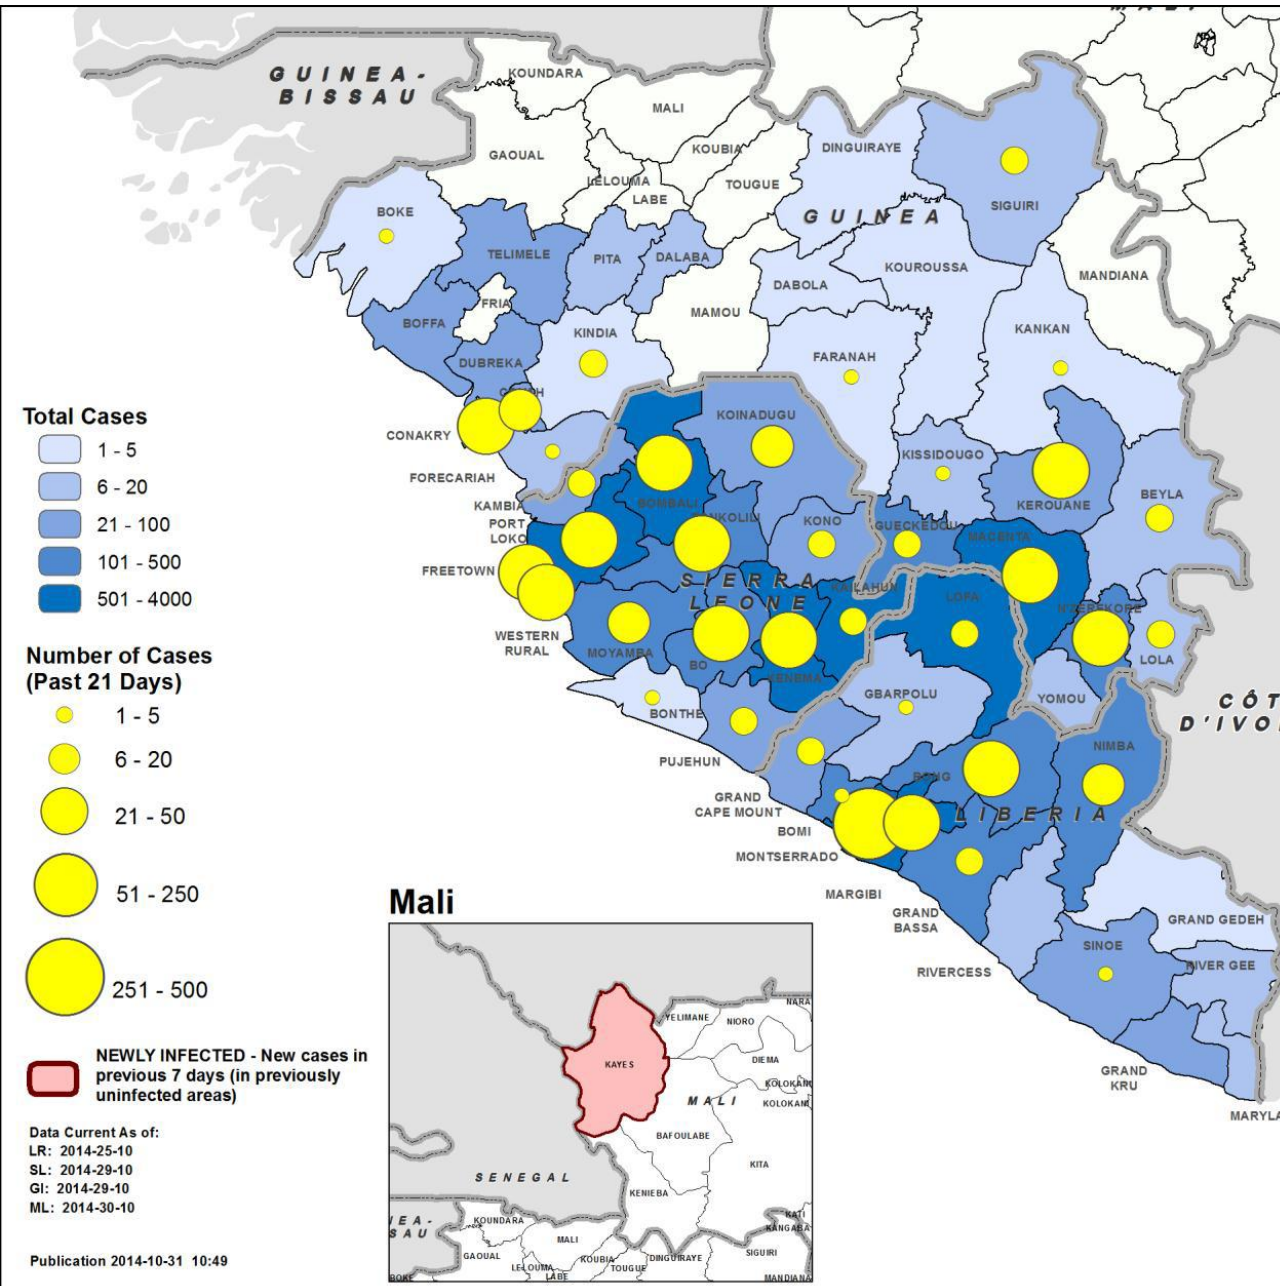 GUINEA-
BISSAU
KOUNDARA
MALI
GAOUAL
KOUBIA
LELOUMA
LABE
TOUGUE
DINGUIRAYE
SIGUIRI
GUINEA
BOKE
TELIMELE
PITA
DALABA
KOUROUSSA
MANDIANA
DABOLA
FRIA
BOFFA
MAMOU
KINDIA
KANKAN
FARANAH
DUBREKA
CONAKRY
FORECARIAH
KOINADUGU
KISSIDOUGO
KEROUANE
BEYLA
KAMBIA
PORT
LOKO
BOMBALI
KONO
GUECKEDOU
MACENTA
FREETOWN
SIERRA
LEONE
KAILAHUN
LOFA
N'ZEREKORE
WESTERN
RURAL
MOYAMBA
BO
KENEMA
LOLA
BONTHE
GBARPOLU
YOMOU
CÔT
D'IVO
PUJEHUN
NIMBA
GRAND
CAPE MOUNT
BONG
LIBERIA
BOMI
MONTSERRADO
MARGIBI
GRAND
BASSA
GRAND GEDEH
RIVERCESS
SINOE
RIVER GEE
GRAND
KRU
MARYLA
Total Cases
1 - 5
6 - 20
21 - 100
101 - 500
501 - 4000
Number of Cases
(Past 21 Days)
1 - 5
6 - 20
21 - 50
51 - 250
251 - 500
NEWLY INFECTED - New cases in
previous 7 days (in previously
uninfected areas)
Data Current As of:
LR: 2014-25-10
SL: 2014-29-10
GI: 2014-29-10
ML: 2014-30-10
Publication 2014-10-31 10:49
Mali
YELIMANE
NIORO
NARA
KAYES
DIEMA
KOLOKANI
MALI
KOLOKANI
BAFOULABE
KITA
SENEGAL
KENIEBA
KATI
KANGABA
KOUNDARA
MALI
GAOUAL
KOUBIA
LELOUMA
LABE
TOUGUE
DINGUIRAYE
SIGUIRI
MANDIANA
BOKE